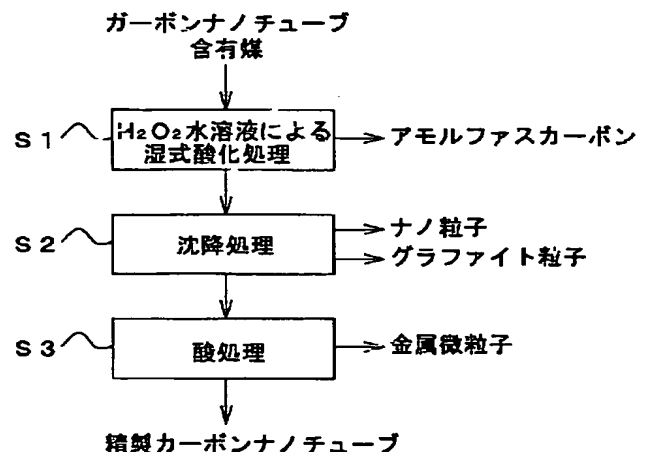 ガーボンナノチューブ
含有煤
S1
H₂O₂水溶液による
湿式酸化処理
アモルファスカーボン
S2
沈降処理
ナノ粒子
グラファイト粒子
S3
酸処理
金属微粒子
精製カーボンナノチューブ